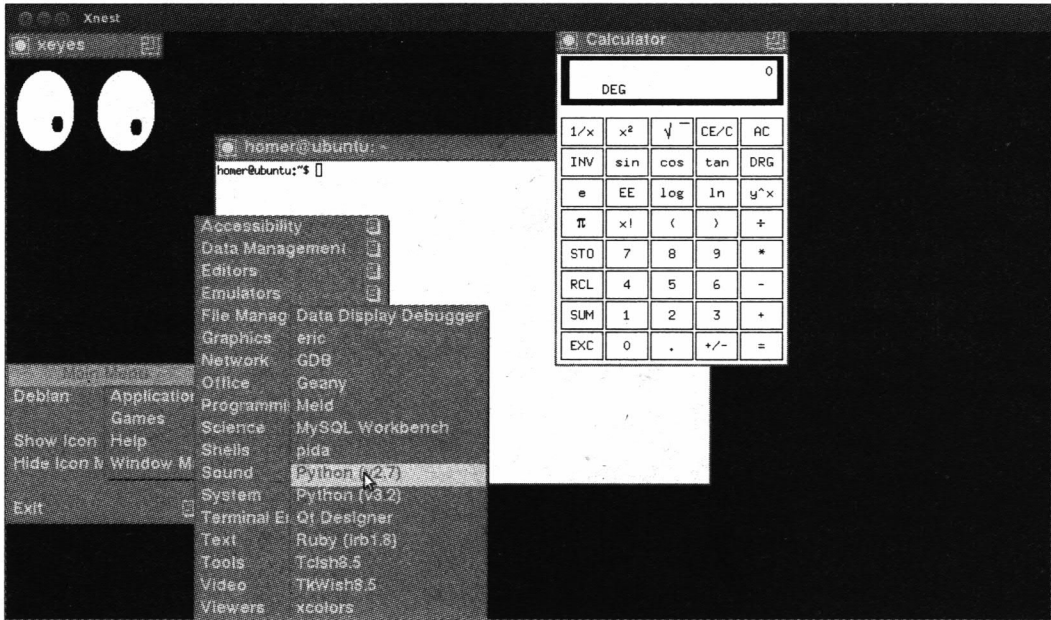 Xnest
xeyes
Calculator
0
DEG
1/x x² √‾ CE/C AC
INV sin cos tan DRG
e EE log ln y^x
π x! ( ) ÷
STO 7 8 9 *
RCL 4 5 6 -
SUM 1 2 3 +
EXC 0 . +/- =
homer@ubuntu: ~
homer@ubuntu:~$
Accessibility
Data Management
Editors
Emulators
File Manag
Graphics
Network
Office
Programmi
Science
Shells
Sound
System
Terminal E
Text
Tools
Video
Viewers
Data Display Debugger
eric
GDB
Geany
Meld
MySQL Workbench
pida
Python (v2.7)
Python (v3.2)
Qt Designer
Ruby (irb1.8)
Tclsh8.5
TkWish8.5
xcolors
Main Menu
Debian
Show Icon
Hide Icon M
Exit
Application
Games
Help
Window M